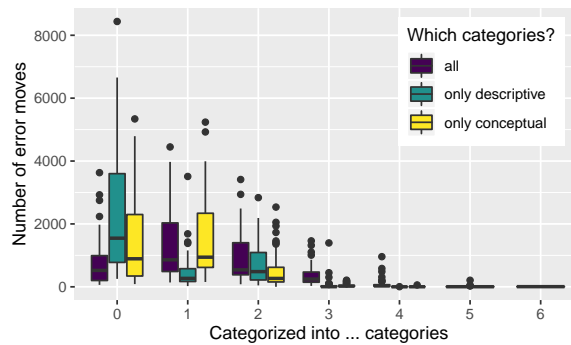 Number of error moves
8000
6000
4000
2000
0
Which categories?
all
only descriptive
only conceptual
0 1 2 3 4 5 6
Categorized into ... categories